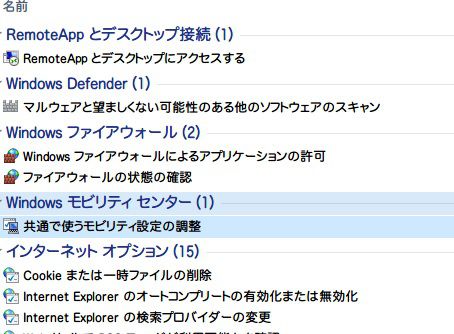 名前
RemoteApp とデスクトップ接続 (1)
RemoteApp とデスクトップにアクセスする
Windows Defender (1)
マルウェアと望ましくない可能性のある他のソフトウェアのスキャン
Windows ファイアウォール (2)
Windows ファイアウォールによるアプリケーションの許可
ファイアウォールの状態の確認
Windows モビリティ センター (1)
共通で使うモビリティ設定の調整
インターネット オプション (15)
Cookie または一時ファイルの削除
Internet Explorer のオートコンプリートの有効化または無効化
Internet Explorer の検索プロバイダーの変更